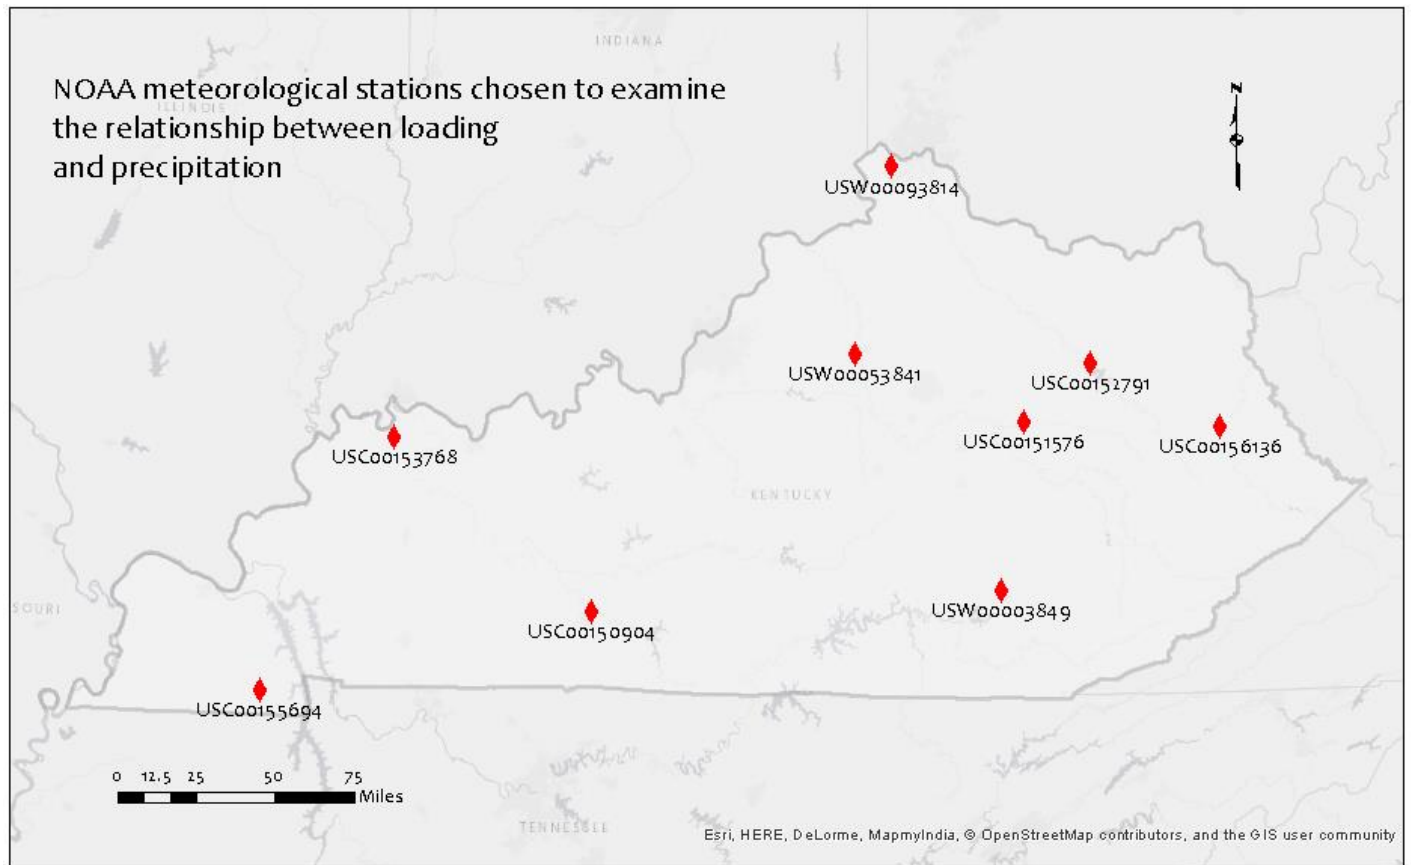 INDIANA
NOAA meteorological stations chosen to examine
the relationship between loading
and precipitation
ILLINOIS
N
USW00093814
USW00053841
USC00152791
USC00151576
USC00156136
USC00153768
KENTUCKY
SOURI
USW00003849
USC00150904
USC00155694
0 12.5 25 50 75
Miles
TENNESSEE
Esri, HERE, DeLorme, MapmyIndia, © OpenStreetMap contributors, and the GIS user community